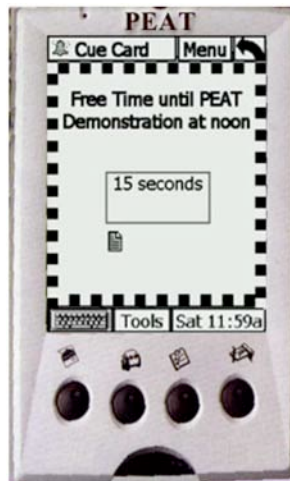 PEAT
Cue Card Menu
Free Time until PEAT
Demonstration at noon
15 seconds
Tools Sat 11:59a